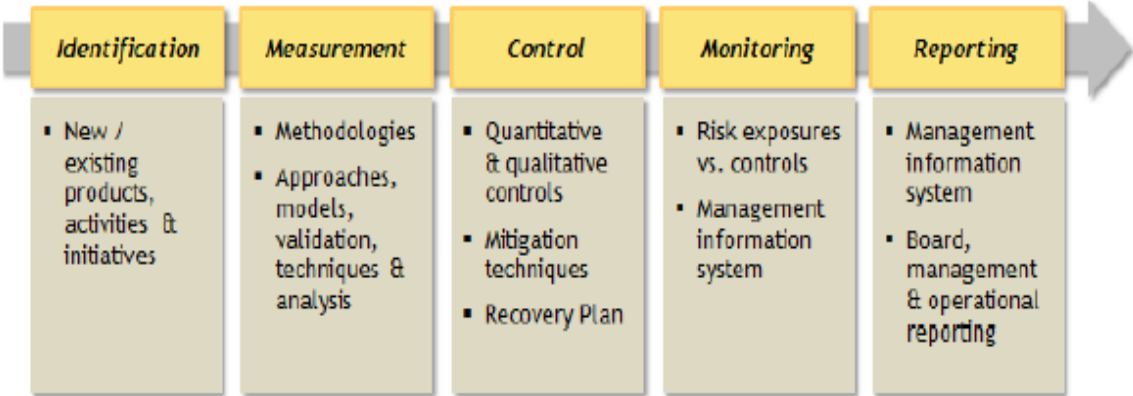 Identification
▪ New /
existing
products,
activities &
initiatives
Measurement
▪ Methodologies
▪ Approaches,
models,
validation,
techniques &
analysis
Control
▪ Quantitative
& qualitative
controls
▪ Mitigation
techniques
▪ Recovery Plan
Monitoring
▪ Risk exposures
vs. controls
▪ Management
information
system
Reporting
▪ Management
information
system
▪ Board,
management
& operational
reporting